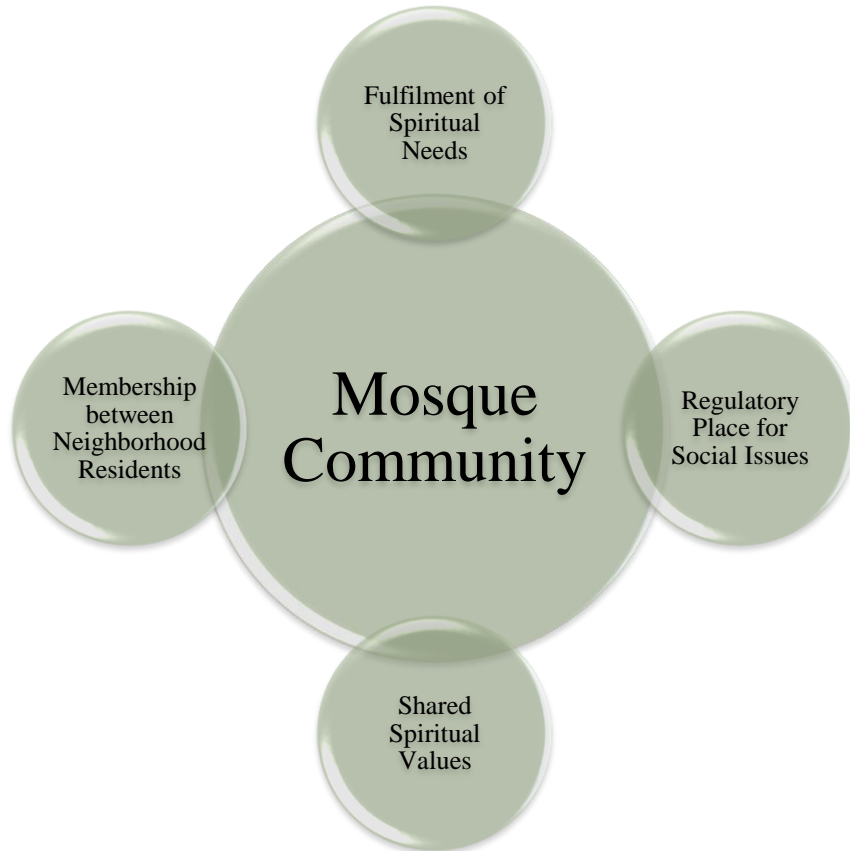 Fulfilment of
Spiritual
Needs
Membership
between
Neighborhood
Residents
Mosque
Community
Regulatory
Place for
Social Issues
Shared
Spiritual
Values